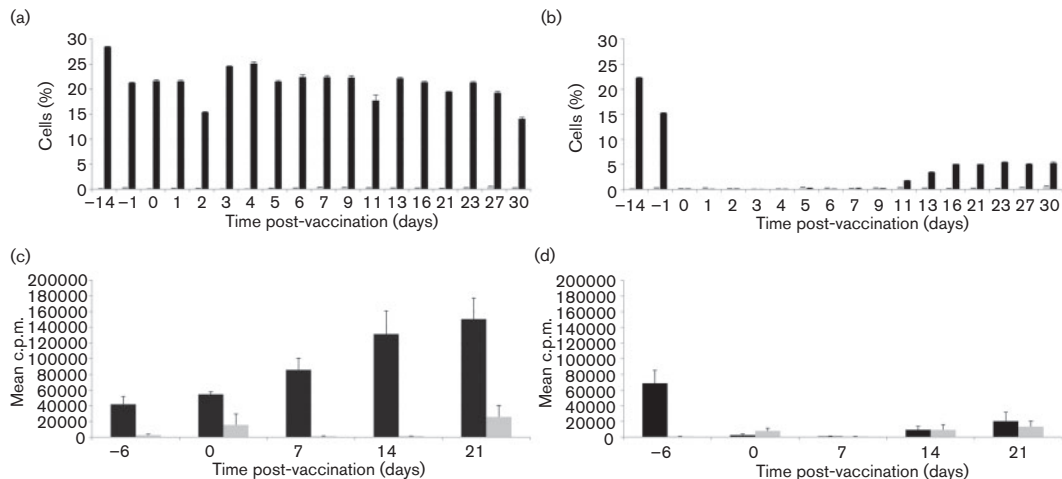 (a)
30
25
20
15
10
5
0
Cells (%)
−14 −1 0 1 2 3 4 5 6 7 9 11 13 16 21 23 27 30
Time post-vaccination (days)
(b)
30
25
20
15
10
5
0
Cells (%)
−14 −1 0 1 2 3 4 5 6 7 9 11 13 16 21 23 27 30
Time post-vaccination (days)
(c)
200000
180000
160000
140000
120000
100000
80000
60000
40000
20000
0
Mean c.p.m.
−6 0 7 14 21
Time post-vaccination (days)
(d)
200000
180000
160000
140000
120000
100000
80000
60000
40000
20000
0
Mean c.p.m.
−6 0 7 14 21
Time post-vaccination (days)